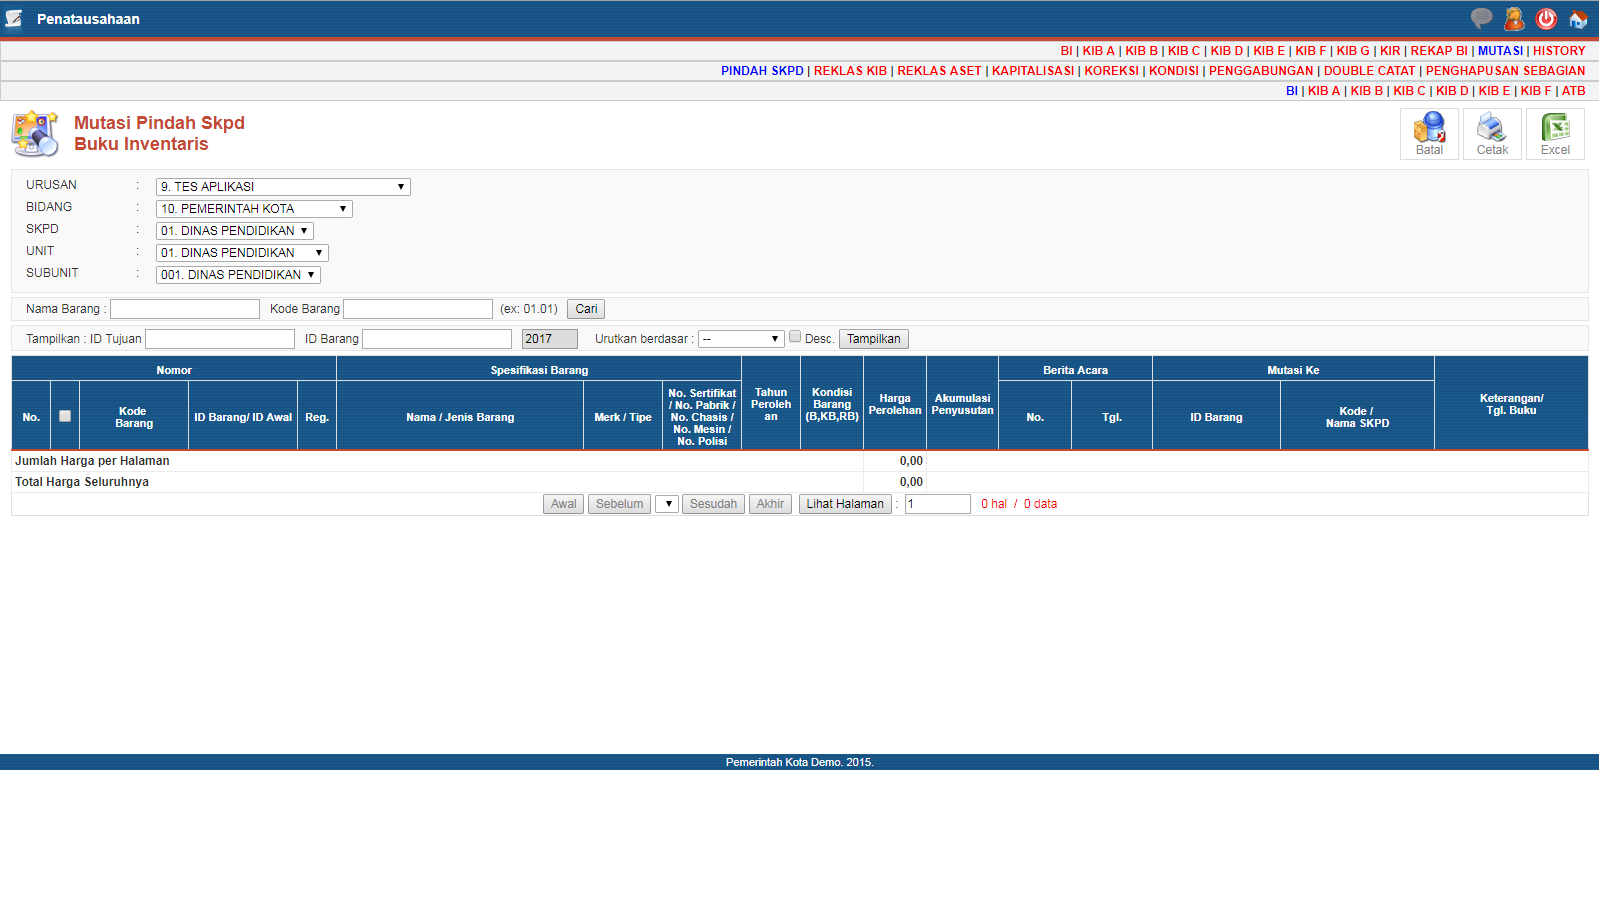 Penatausahaan
BI | KIB A | KIB B | KIB C | KIB D | KIB E | KIB F | KIB G | KIR | REKAP BI | MUTASI | HISTORY
PINDAH SKPD | REKLAS KIB | REKLAS ASET | KAPITALISASI | KOREKSI | KONDISI | PENGGABUNGAN | DOUBLE CATAT | PENGHAPUSAN SEBAGIAN
BI | KIB A | KIB B | KIB C | KIB D | KIB E | KIB F | ATB
Mutasi Pindah Skpd
Buku Inventaris
Batal Cetak Excel
URUSAN : 9. TES APLIKASI
BIDANG : 10. PEMERINTAH KOTA
SKPD : 01. DINAS PENDIDIKAN
UNIT : 01. DINAS PENDIDIKAN
SUBUNIT : 001. DINAS PENDIDIKAN
Nama Barang : Kode Barang (ex: 01.01) Cari
Tampilkan : ID Tujuan ID Barang 2017 Urutkan berdasar : -- Desc. Tampilkan
Nomor
No.
Kode
Barang
ID Barang/ ID Awal
Reg.
Spesifikasi Barang
Nama / Jenis Barang
Merk / Tipe
No. Sertifikat
/ No. Pabrik /
No. Chasis /
No. Mesin /
No. Polisi
Tahun
Peroleh
an
Kondisi
Barang
(B,KB,RB)
Harga
Perolehan
Akumulasi
Penyusutan
Berita Acara
No.
Tgl.
Mutasi Ke
ID Barang
Kode /
Nama SKPD
Keterangan/
Tgl. Buku
Jumlah Harga per Halaman 0,00
Total Harga Seluruhnya 0,00
Awal Sebelum Sesudah Akhir Lihat Halaman : 1 0 hal / 0 data
Pemerintah Kota Demo. 2015.